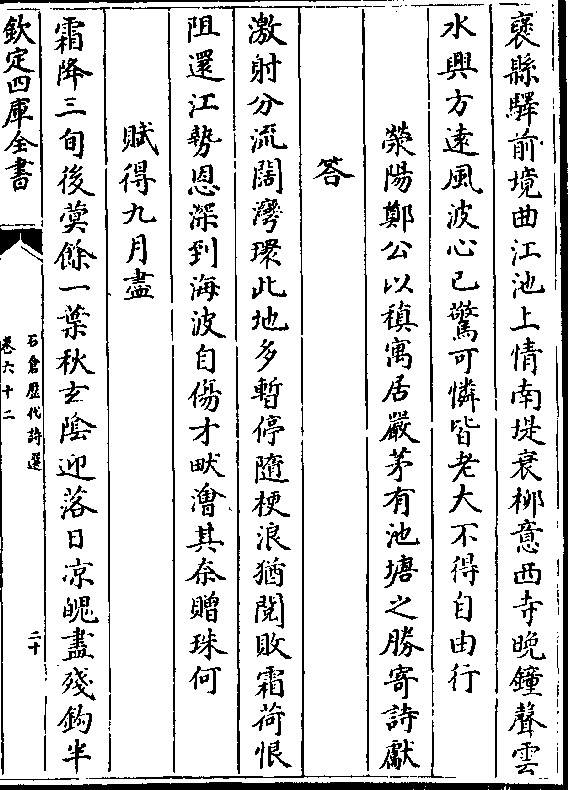 褒縣驛前境曲江池上情南堤衰柳意西寺晚鐘聲雲
水興方遠風波心已驚可憐皆老大不得自由行
滎陽鄭公以稹寓居嚴茅有池塘之勝寄詩獻
答
激射分流闊灣環此地多暫停隨梗浪猶閱敗霜荷恨
阻還江勢恩深到海波自傷才畎澮其奈贈珠何
賦得九月盡
霜降三旬後蓂餘一葉秋玄陰迎落日凉魄盡殘鈎半
欽定四庫全書
石倉歴代詩選
卷六十二
二十